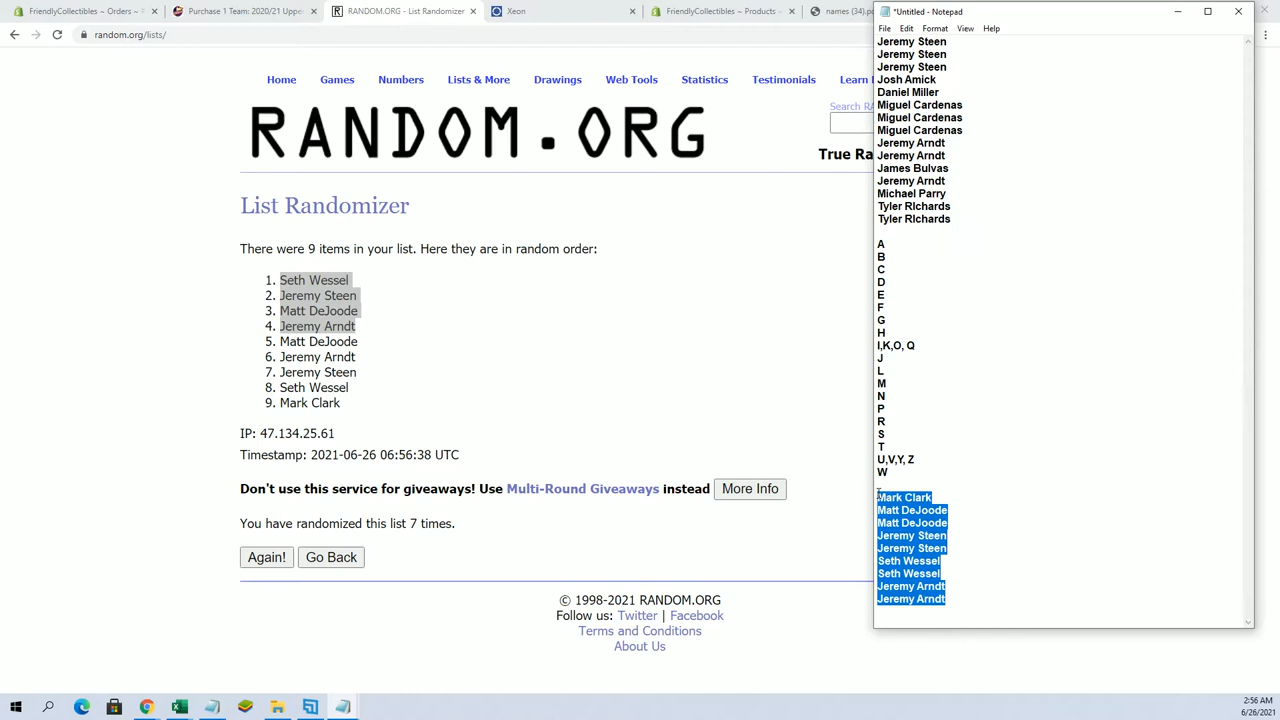 FriendlyCollectibles ~ Orders ~
Purchase 1 Team: 2020/21 Uppe
RANDOM.ORG - List Randomizer
Xeon
FriendlyCollectibles ~ Products ~
names (34).p
random.org/lists/
Home Games Numbers Lists & More Drawings Web Tools Statistics Testimonials Learn
RANDOM.ORG
Search RA
True Ra
List Randomizer
There were 9 items in your list. Here they are in random order:
1. Seth Wessel
2. Jeremy Steen
3. Matt DeJoode
4. Jeremy Arndt
5. Matt DeJoode
6. Jeremy Arndt
7. Jeremy Steen
8. Seth Wessel
9. Mark Clark
IP: 47.134.25.61
Timestamp: 2021-06-26 06:56:38 UTC
Don't use this service for giveaways! Use Multi-Round Giveaways instead More Info
You have randomized this list 7 times.
Again! Go Back
© 1998-2021 RANDOM.ORG
Follow us: Twitter | Facebook
Terms and Conditions
About Us
*Untitled - Notepad
File Edit Format View Help
Jeremy Steen
Jeremy Steen
Jeremy Steen
Josh Amick
Daniel Miller
Miguel Cardenas
Miguel Cardenas
Miguel Cardenas
Jeremy Arndt
Jeremy Arndt
James Bulvas
Jeremy Arndt
Michael Parry
Tyler RIchards
Tyler RIchards
A
B
C
D
E
F
G
H
I,K,O, Q
J
L
M
N
P
R
S
T
U,V,Y, Z
W
Mark Clark
Matt DeJoode
Matt DeJoode
Jeremy Steen
Jeremy Steen
Seth Wessel
Seth Wessel
Jeremy Arndt
Jeremy Arndt
2:56 AM
6/26/2021